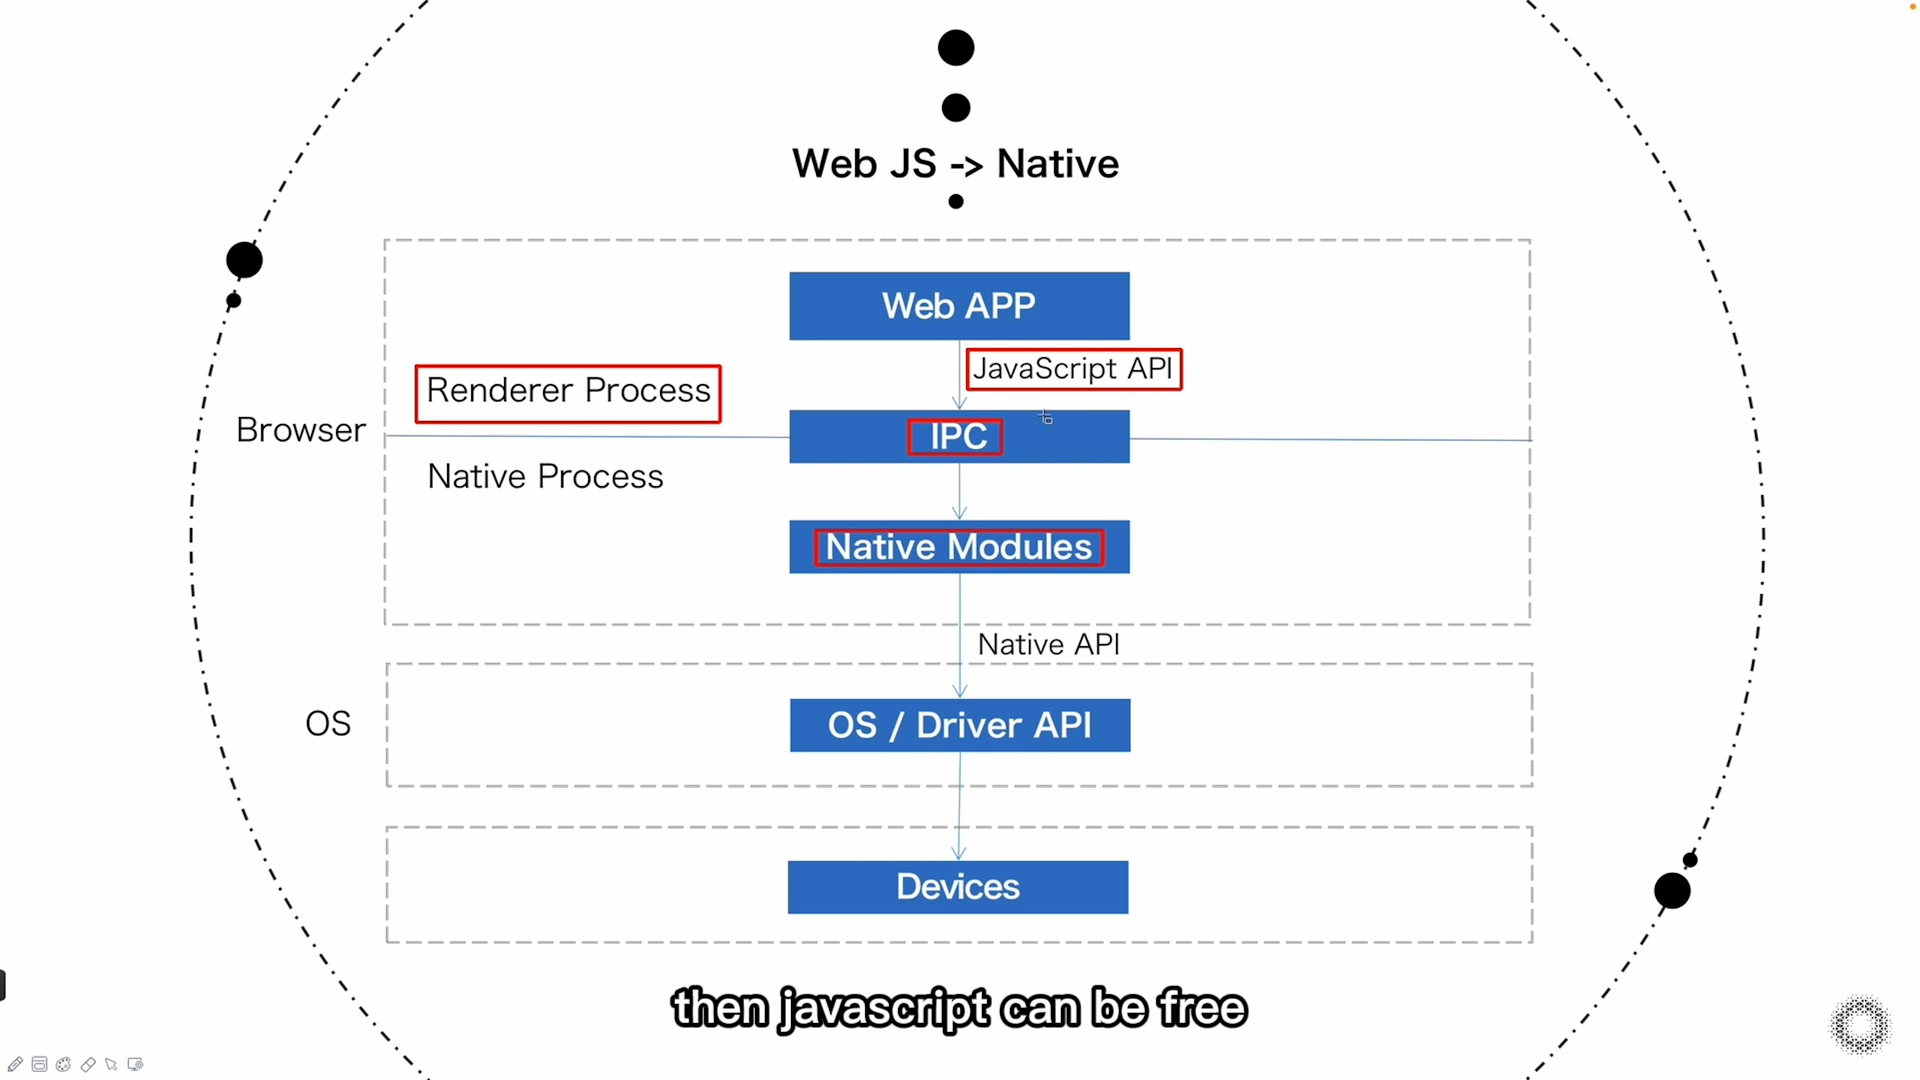 Web JS -> Native
Web APP
JavaScript API
Renderer Process
Browser
IPC
Native Process
Native Modules
Native API
OS
OS / Driver API
Devices
then javascript can be free